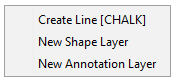 Create Line [CHALK]
New Shape Layer
New Annotation Layer